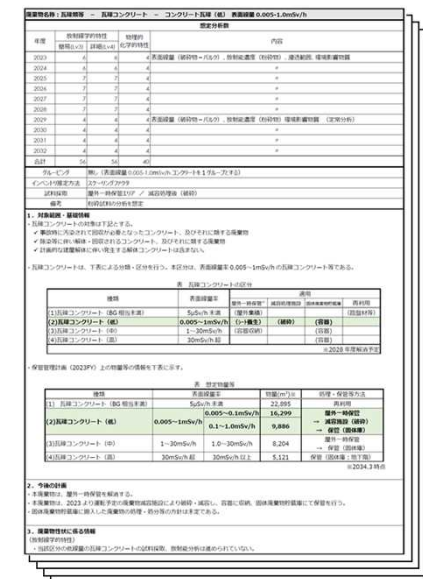 廃棄物名称：瓦礫類等 － 瓦礫コンクリート － コンクリート瓦礫（低） 表面線量 0.005-1.0mSv/h
想定分析数
年度 放射線学的特性 物理的 内容
簡易(Lv3) 詳細(Lv4) 化学的特性
2023 6 6 4 表面線量（破砕物＝バルク），放射能濃度（粉砕物），建造範囲，環境影響物質
2024 6 6 4 〃
2025 7 7 4 〃
2026 7 7 4 〃
2027 7 7 4 〃
2028 7 7 4 〃
2029 4 4 4 表面線量（破砕物＝バルク），放射能濃度（粉砕物）環境影響物質 （定常分析）
2030 4 4 4 〃
2031 4 4 4 〃
2032 4 4 4 〃
合計 56 56 40
グルーピング 無し（表面線量 0.005-1.0mSv/h コンクリートを1グループとする）
インベントリ推定方法 スケーリングファクタ
試料採取 屋外一時保管エリア ／ 減容処理後（破砕）
備考 粉砕試料の分析を想定
1．対象範囲・基礎情報
・瓦礫コンクリートの対象は下記とする。
✓ 事故時に汚染されて回収が必要となったコンクリート、及びそれに類する廃棄物
✓ 除染等に伴い解体・回収されるコンクリート、及びそれに類する廃棄物
✓ 計画的な建屋解体に伴い発生する解体コンクリートは含まない。
・瓦礫コンクリートは、下表による分類・区分を行う。本区分は、表面線量率 0.005～1mSv/h の瓦礫コンクリート等である。
表 瓦礫コンクリートの区分
種類 表面線量率 適用
屋外一時保管 減容処理施設 固体廃棄物貯蔵庫 再利用
(1)瓦礫コンクリート（BG 相当未満） 5μSv/h 未満 （屋外集積） （路盤材等）
(2)瓦礫コンクリート（低） 0.005～1mSv/h （シート養生） （破砕） （容器）
(3)瓦礫コンクリート（中） 1～30mSv/h （容器収納） （容器）
(4)瓦礫コンクリート（高） 30mSv/h 超 （容器）
※2028 年度解消予定
・保管管理計画（2023FY）上の物量等の情報を下表に示す。
表 想定物量等
種類 表面線量率 物量(m³)※ 処理・保管等方法
(1) 瓦礫コンクリート（BG 相当未満） 5μSv/h 未満 22,895 再利用
(2)瓦礫コンクリート（低） 0.005～1mSv/h 0.005～0.1mSv/h 16,299 屋外一時保管
0.1～1.0mSv/h 9,886 → 減容施設（破砕）
→ 保管（固体庫）
(3)瓦礫コンクリート（中） 1～30mSv/h 1.0～30mSv/h 8,204 屋外一時保管
→ 保管（固体庫）
(4)瓦礫コンクリート（高） 30mSv/h 超 30mSv/h 以上 5,121 保管（固体庫：地下階）
※2034.3 時点
2．今後の計画
・本廃棄物は、屋外一時保管を解消する。
・本廃棄物は、2023 より運転予定の廃棄物減容施設により破砕・減容し、容器に収納、固体廃棄物貯蔵庫にて保管を行う。
・固体廃棄物貯蔵庫に搬入した廃棄物の処理・処分等の方針は未定である。
3．廃棄物性状に係る情報
(放射線学的特性)
・当該区分の低線量の瓦礫コンクリートの試料採取、放射能分析は進められていない。